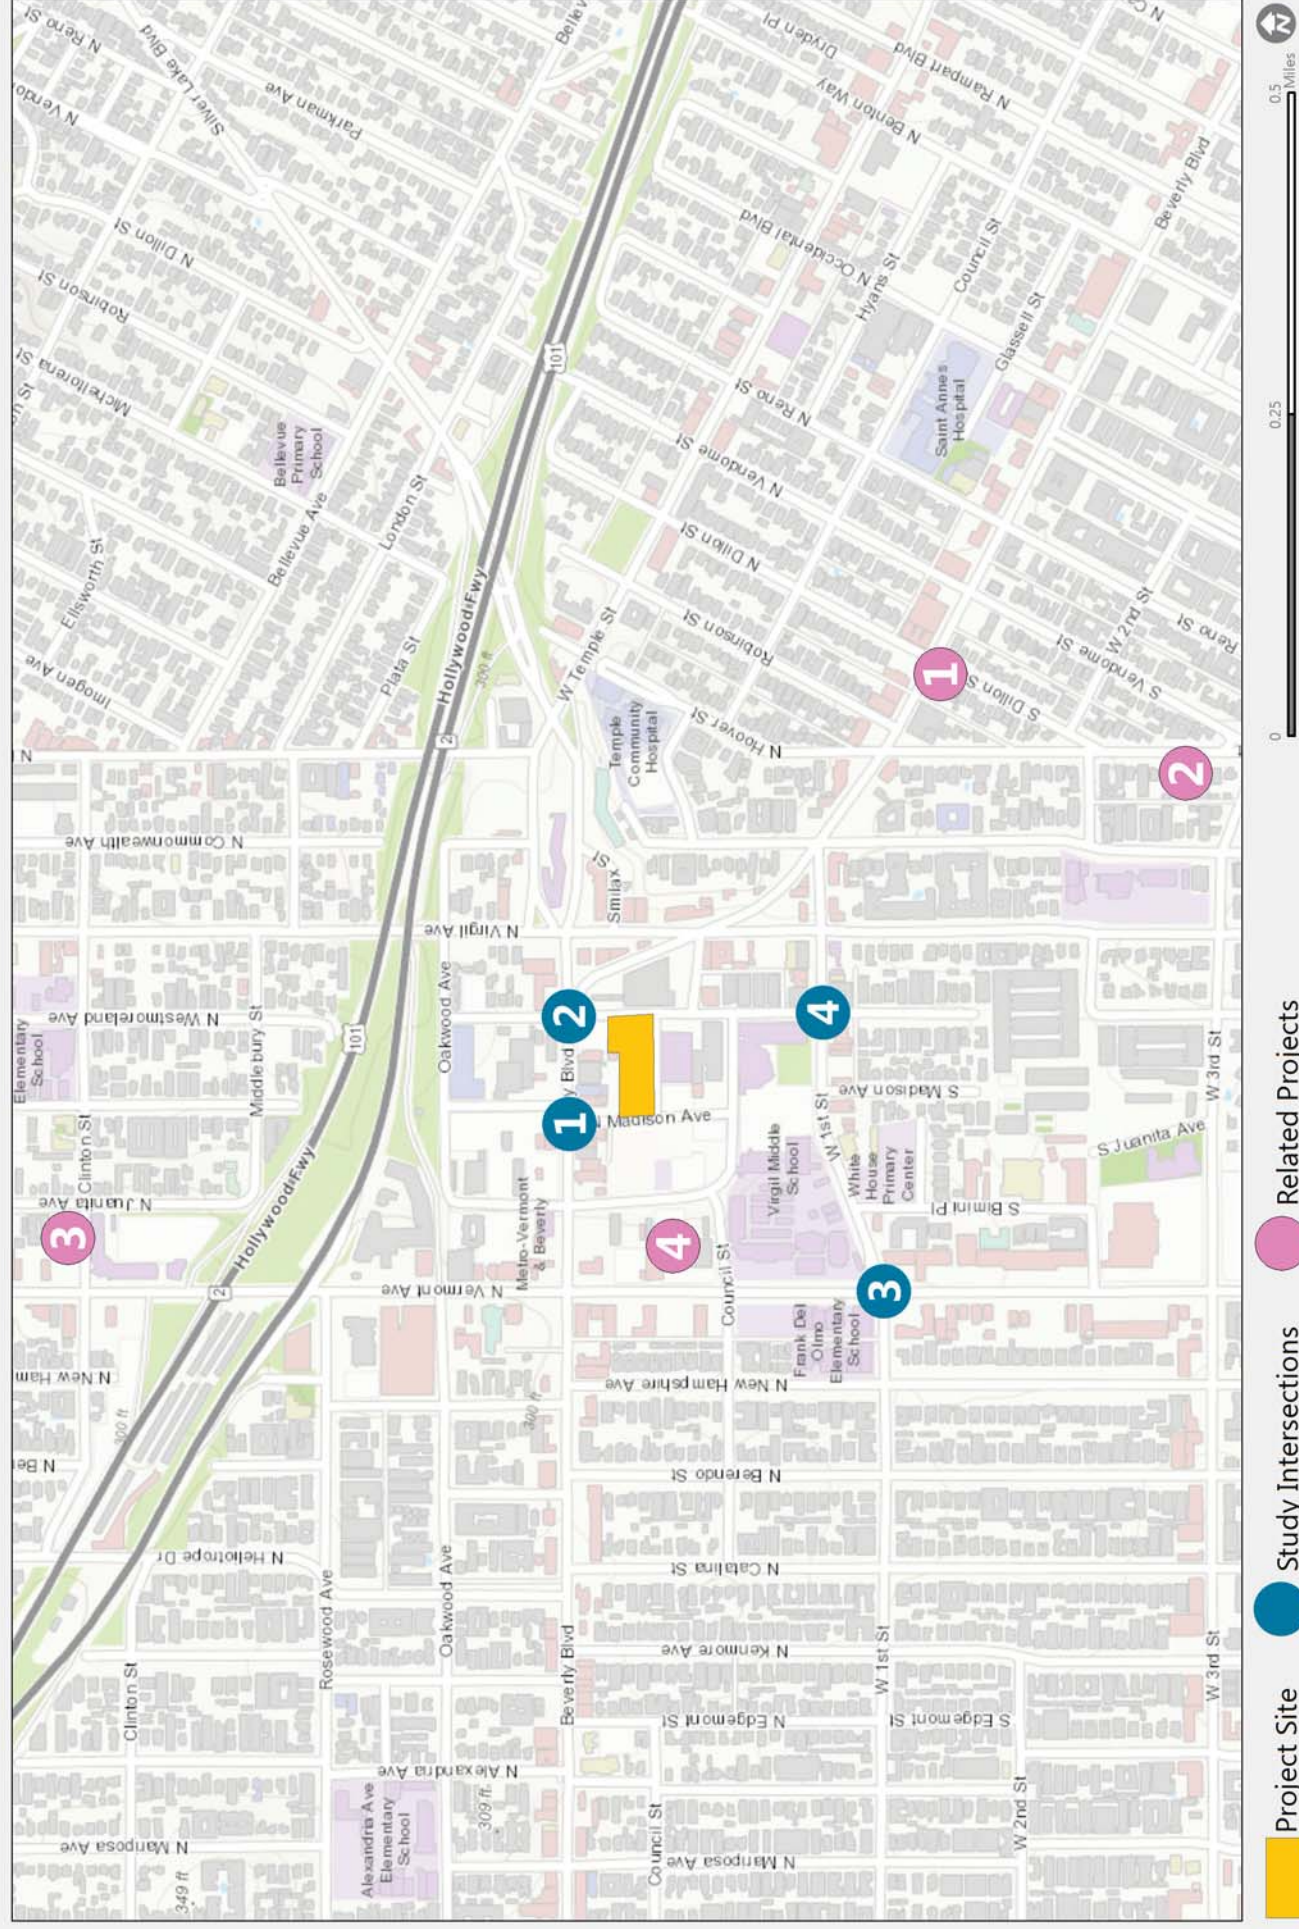 N Reno St
Silver Lake Blvd
Parkman Ave
N Dillon St
Robinson St
Micheltorena St
Bellevue
Primary
School
Bellevue Ave
London St
Ellsworth St
Imogen Ave
Plata St
Hollywood Fwy
300 ft
101
2
N Commonwealth Ave
N Virgil Ave
N Westmoreland Ave
Elementary
School
Middlebury St
Clinton St
N Juanita Ave
3
Hollywood Fwy
101
2
N Vermont Ave
300 ft
N Heliotrope Dr
Rosewood Ave
Clinton St
Oakwood Ave
Oakwood Ave
N Alexandria Ave
Alexandria Ave
Elementary
School
309 ft
N Mariposa Ave
349 ft
Dryden Pl
N Rampart Blvd
N Benton Way
N Occidental Blvd
Hyans St
Council St
Beverly Blvd
Glassell St
Saint Annes
Hospital
N Reno St
N Vendome St
N Dillon St
Robinson St
W Temple St
Temple
Community
Hospital
N Hoover St
1
S Dillon St
S Vendome St
W 2nd St
2
Smilax St
2
1
N Madison Ave
4
W 1st St
S Madison Ave
W 3rd St
S Juanita Ave
Virgil Middle
School
White
House
Primary
Center
S Bimini Pl
Metro-Vermont
& Beverly
4
Council St
3
Frank Del
Olmo
Elementary
School
N New Hampshire Ave
300 ft
N Berendo St
N Catalina St
N Kenmore Ave
Beverly Blvd
W 1st St
N Edgemont St
S Edgemont St
W 3rd St
W 2nd St
Council St
N Mariposa Ave
Project Site
Study Intersections
Related Projects
0
0.25
0.5
Miles
N